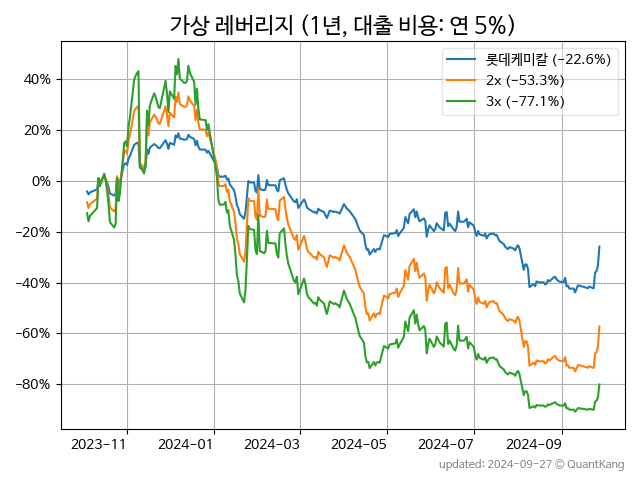 가상 레버리지 (1년, 대출 비용: 연 5%)
롯데케미칼 (−22.6%)
2x (−53.3%)
3x (−77.1%)
40%
20%
0%
−20%
−40%
−60%
−80%
2023-11
2024-01
2024-03
2024-05
2024-07
2024-09
updated: 2024-09-27 © QuantKang